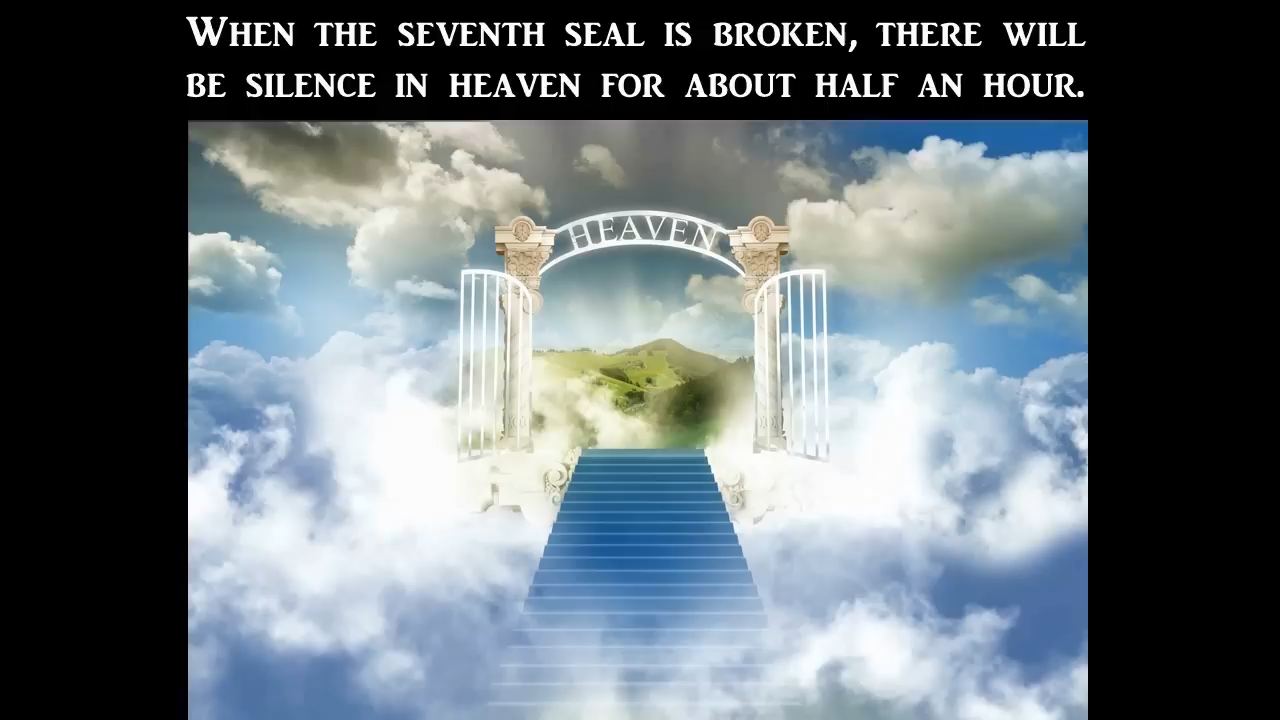 When the seventh seal is broken, there will
be silence in heaven for about half an hour.
HEAVEN